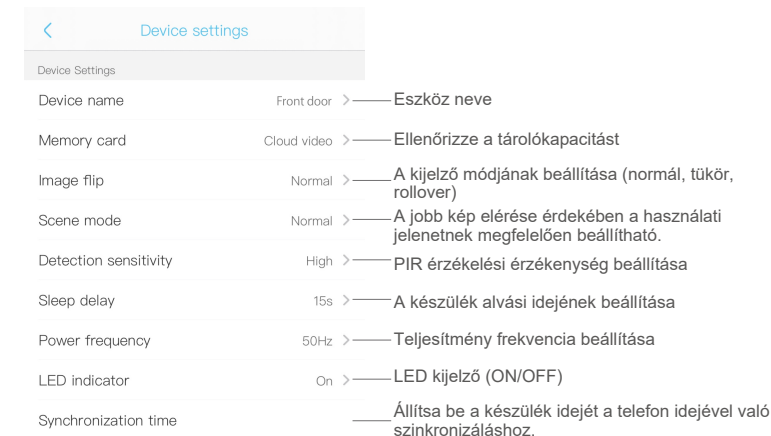 Device settings
Device Settings
Device name Front door Eszköz neve
Memory card Cloud video Ellenőrizze a tárolókapacitást
Image flip Normal A kijelző módjának beállítása (normál, tükör,
rollover)
Scene mode Normal A jobb kép elérése érdekében a használati
jelenetnek megfelelően beállítható.
Detection sensitivity High PIR érzékelési érzékenység beállítása
Sleep delay 15s A készülék alvási idejének beállítása
Power frequency 50Hz Teljesítmény frekvencia beállítása
LED indicator On LED kijelző (ON/OFF)
Synchronization time Állítsa be a készülék idejét a telefon idejével való
szinkronizáláshoz.